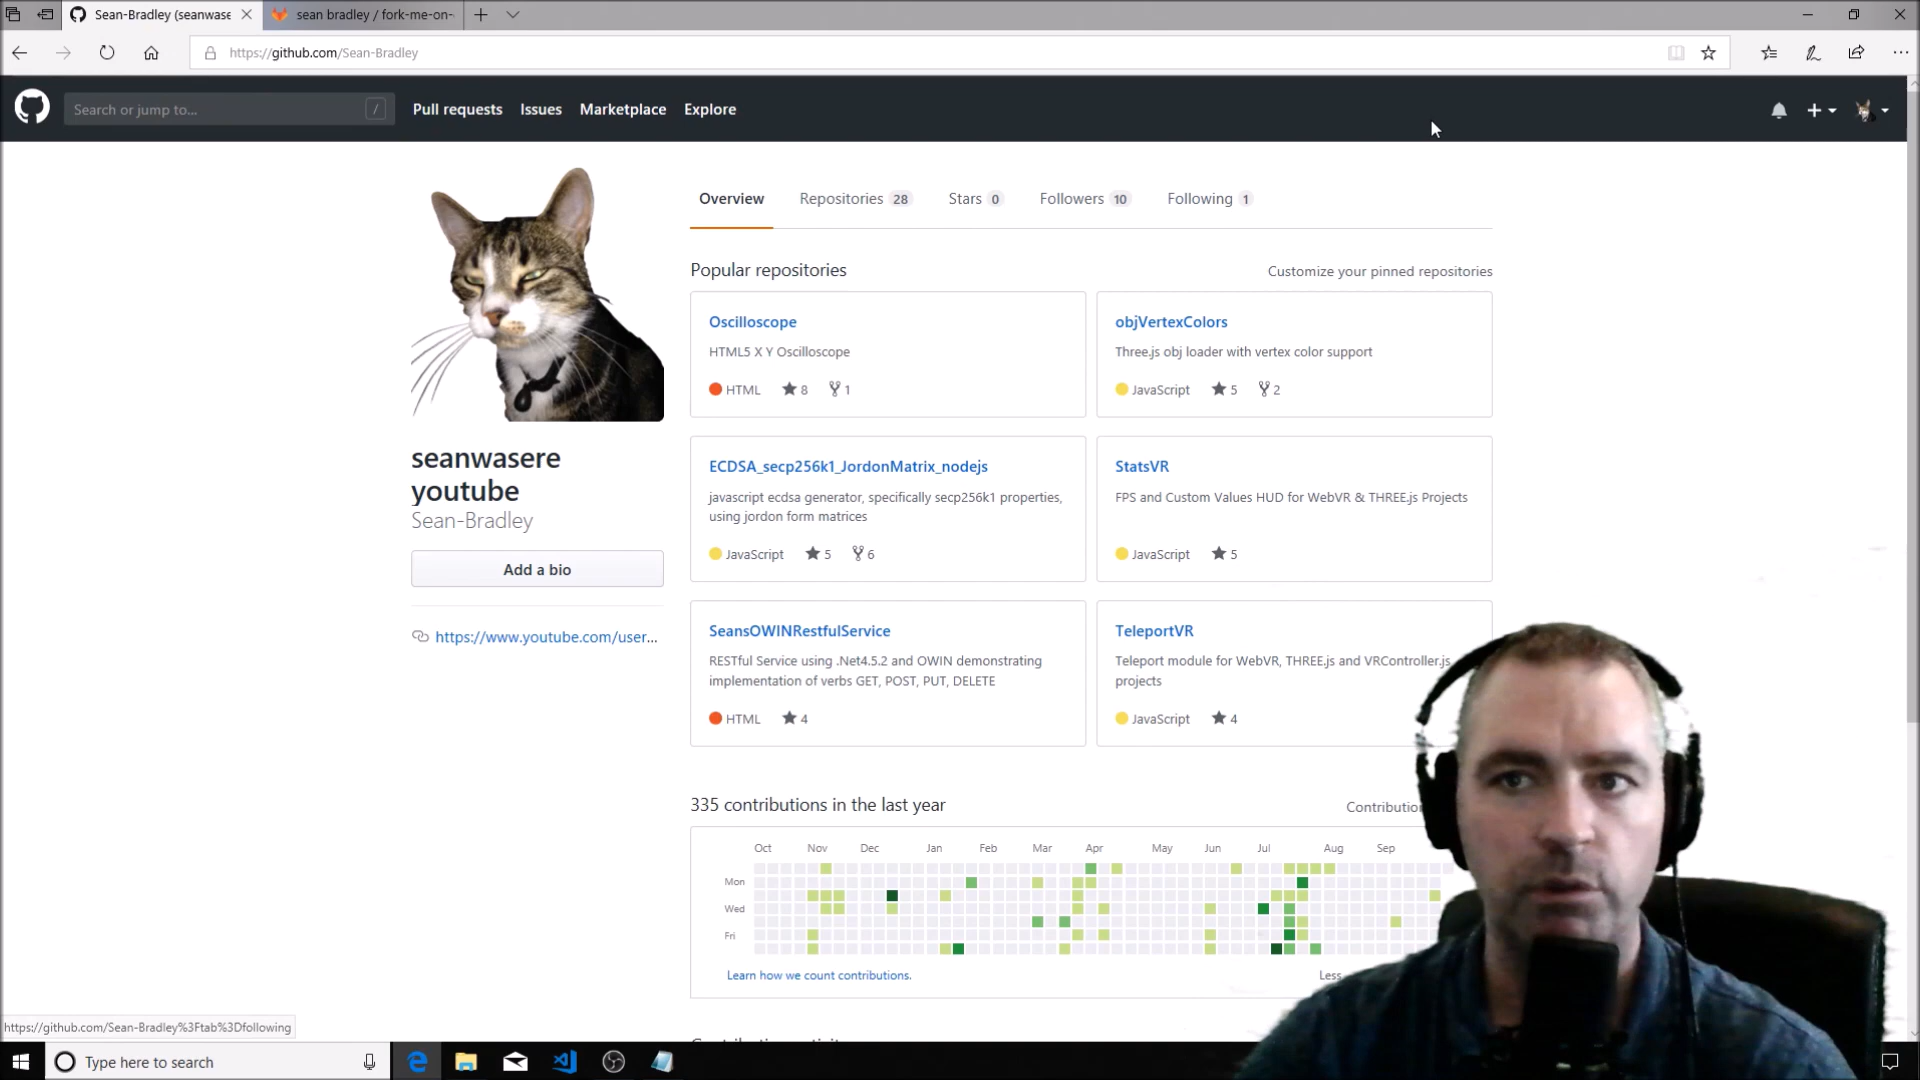 Sean-Bradley (seanwase
sean bradley / fork-me-on-
https://github.com/Sean-Bradley
Search or jump to...
/
Pull requests
Issues
Marketplace
Explore
Overview
Repositories 28
Stars 0
Followers 10
Following 1
Popular repositories
Customize your pinned repositories
Oscilloscope
HTML5 X Y Oscilloscope
HTML 8 1
objVertexColors
Three.js obj loader with vertex color support
JavaScript 5 2
ECDSA_secp256k1_JordonMatrix_nodejs
javascript ecdsa generator, specifically secp256k1 properties,
using jordon form matrices
JavaScript 5 6
StatsVR
FPS and Custom Values HUD for WebVR & THREE.js Projects
JavaScript 5
SeansOWINRestfulService
RESTful Service using .Net4.5.2 and OWIN demonstrating
implementation of verbs GET, POST, PUT, DELETE
HTML 4
TeleportVR
Teleport module for WebVR, THREE.js and VRController.js
projects
JavaScript 4
seanwasere
youtube
Sean-Bradley
Add a bio
https://www.youtube.com/user...
335 contributions in the last year
Contributio
Oct Nov Dec Jan Feb Mar Apr May Jun Jul Aug Sep
Mon
Wed
Fri
Learn how we count contributions.
Less
https://github.com/Sean-Bradley%3Ftab%3Dfollowing
Type here to search